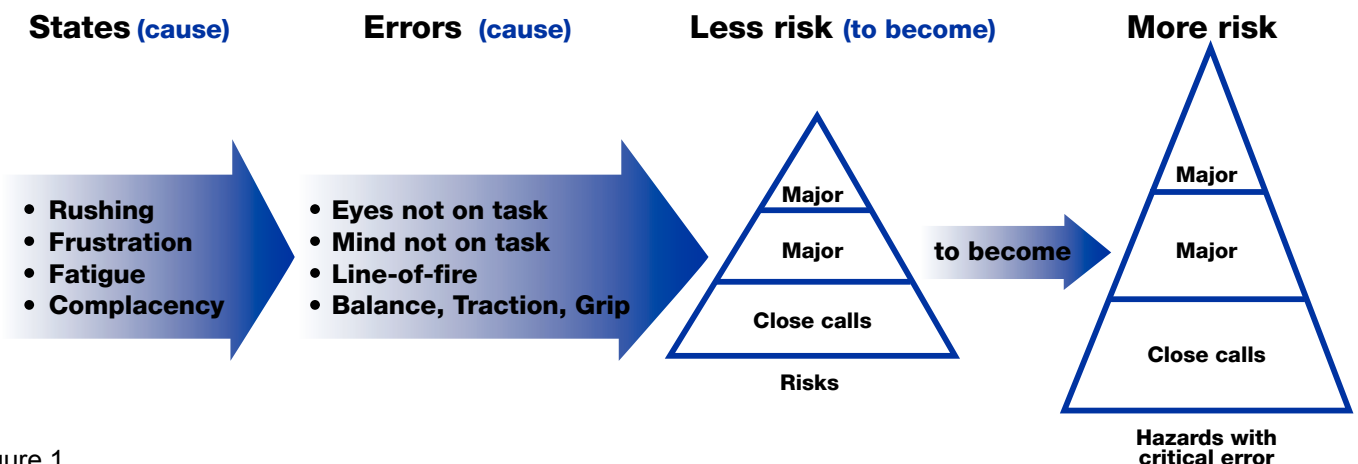 States (cause)
Errors (cause)
Less risk (to become)
More risk
• Rushing
• Frustration
• Fatigue
• Complacency
• Eyes not on task
• Mind not on task
• Line-of-fire
• Balance, Traction, Grip
Major
Major
Close calls
Risks
to become
Major
Major
Close calls
Hazards with
critical error
1